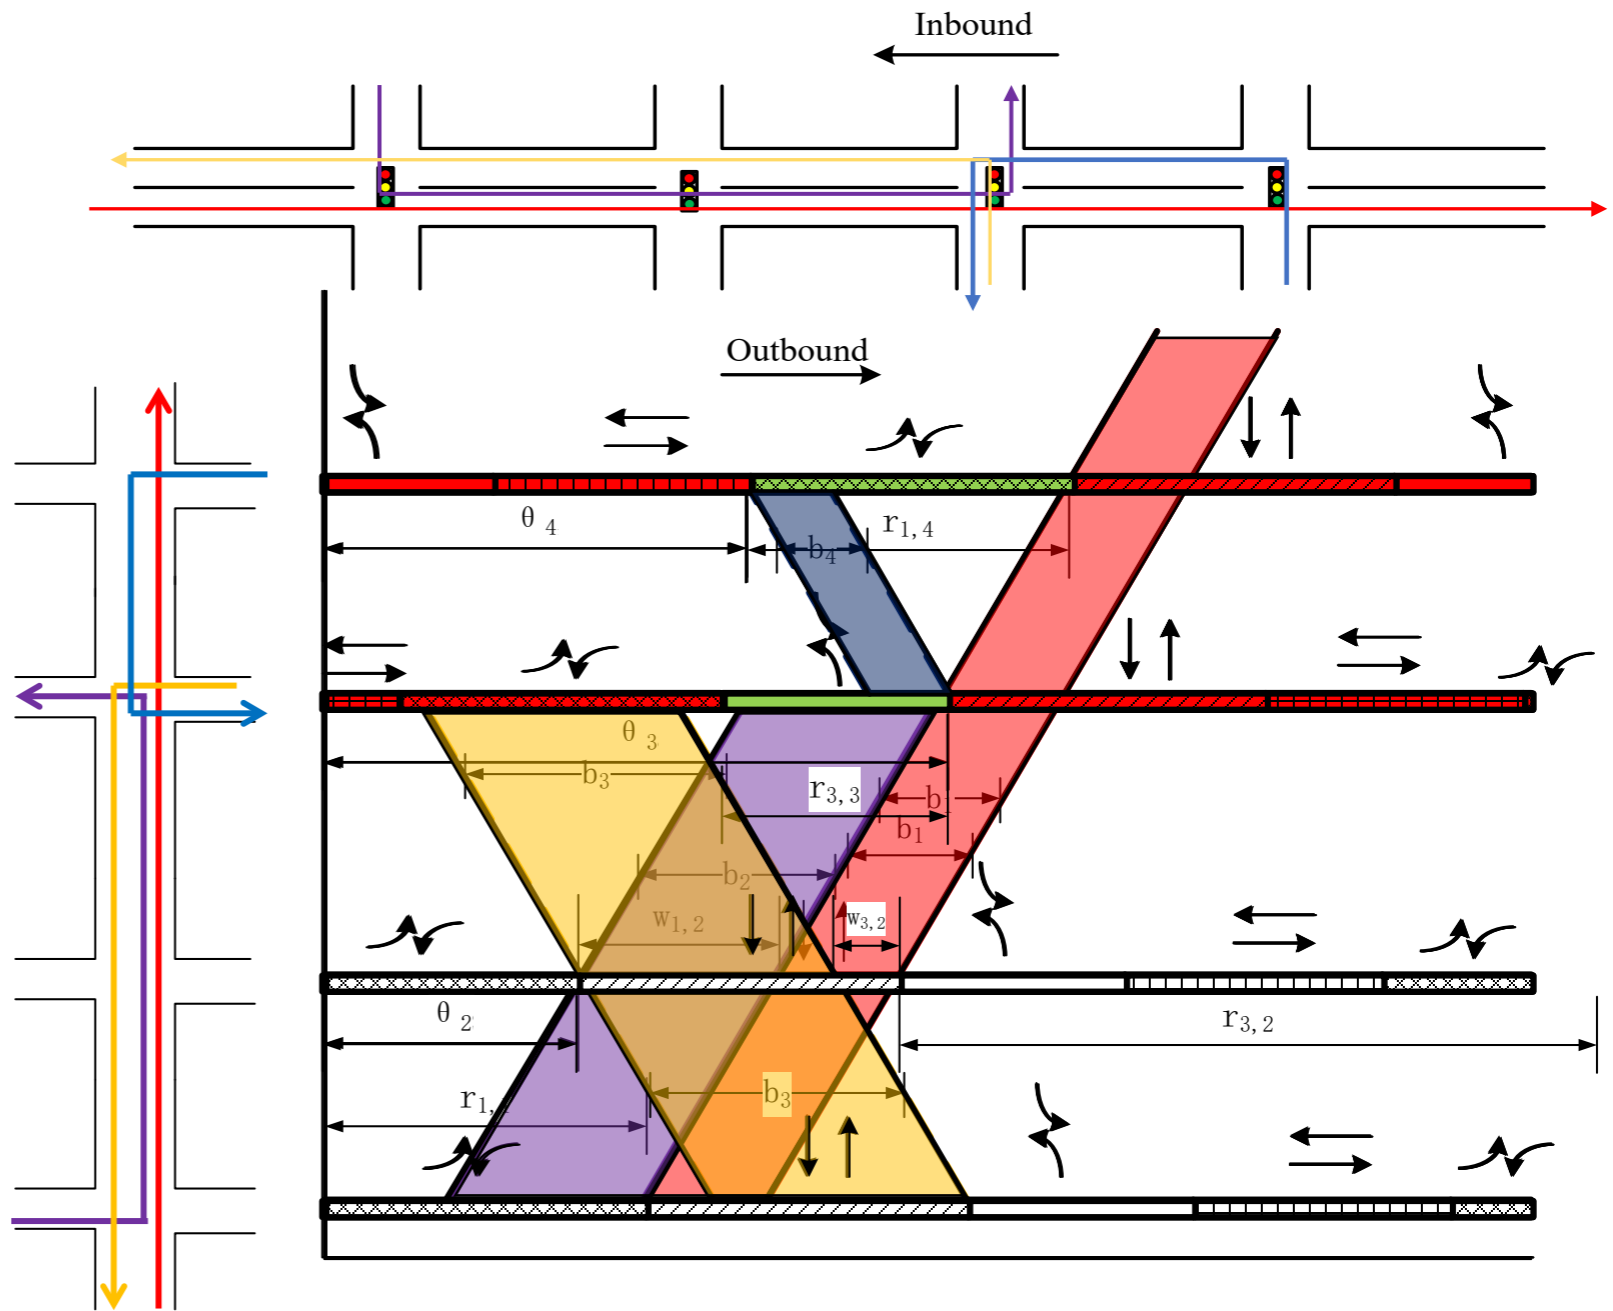 Inbound
Outbound
θ 4
r1,4
b4
θ 3
b3
r3,3
b
b1
b2
w1,2
w3,2
θ 2
r3,2
b3
r1,